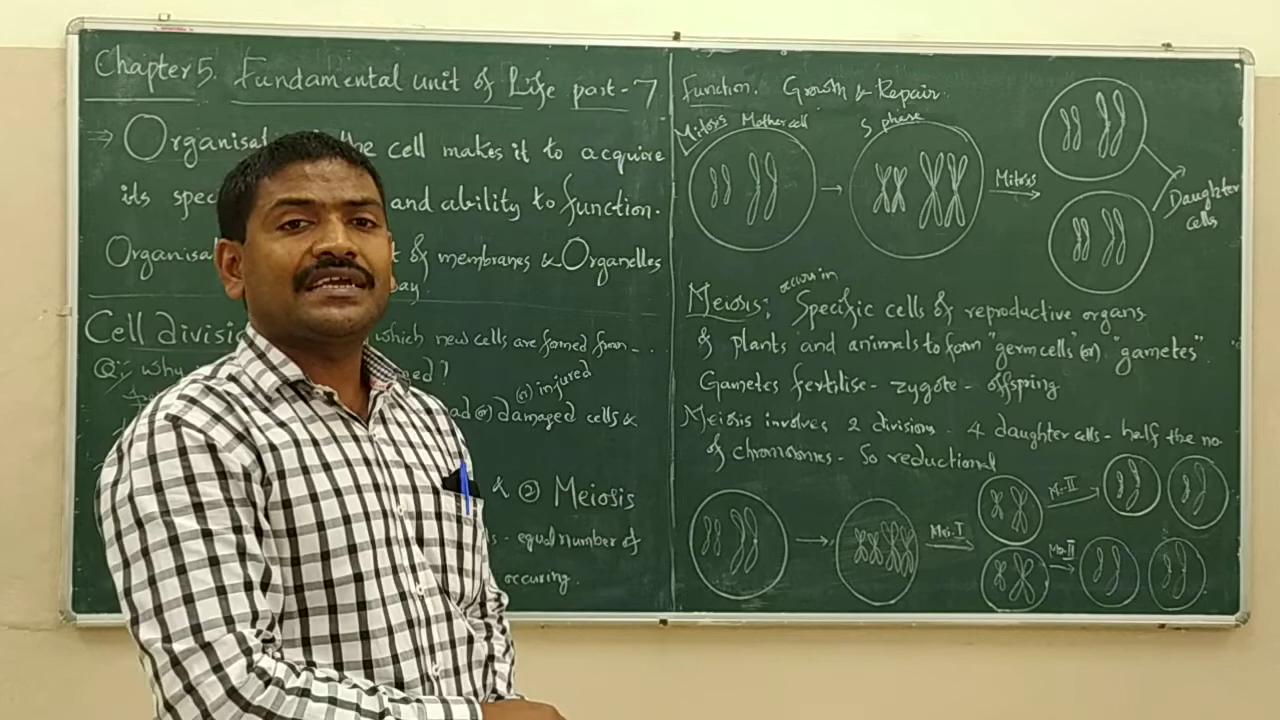 Chapter 5. Fundamental unit of Life part-7
⇒ Organisat the cell makes it to acquire
its spec and ability to function.
Organisa of membranes & Organelles
way.
Cell divisi which new cells are formed from - ..
Q: Why ed?
(or) injured
ad (or) damaged cells &
& ② Meiosis
ls - equal number of
occuring.
Function. Growth & Repair.
Mitosis Mother cell
S phase
Mitosis
Daughter
cells
Meiosis: occurs in Specific cells of reproductive organs
of plants and animals to form "germ cells" (or) "gametes".
Gametes fertilise - zygote - offspring
Meiosis involves 2 divisions. 4 daughter cells - half the no
of chromosomes - So reductional
Mei. I
Mei. II
Mei. II